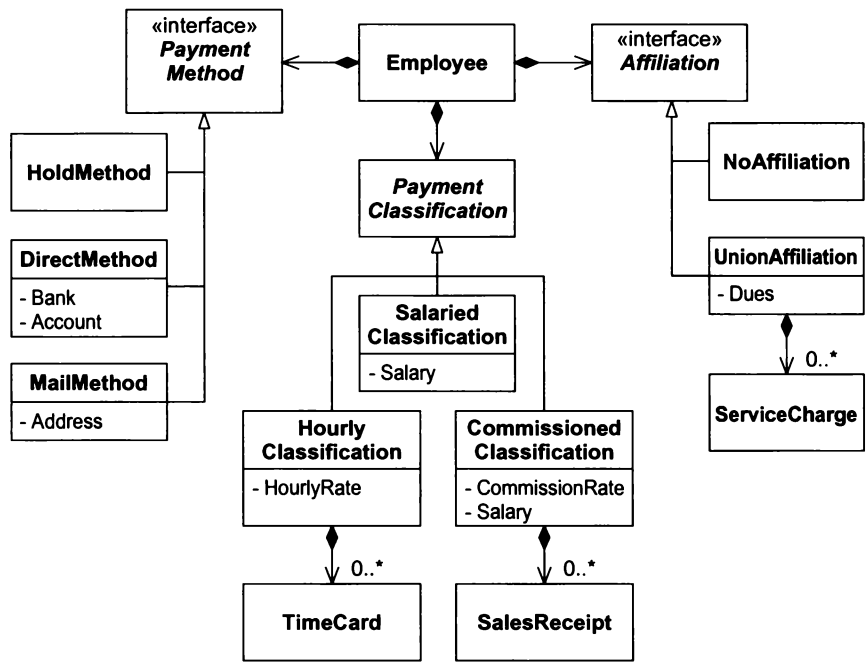 «interface»
Payment
Method
Employee
«interface»
Affiliation
HoldMethod
Payment
Classification
NoAffiliation
DirectMethod
- Bank
- Account
UnionAffiliation
- Dues
Salaried
Classification
- Salary
MailMethod
- Address
0..*
ServiceCharge
Hourly
Classification
- HourlyRate
Commissioned
Classification
- CommissionRate
- Salary
0..*
0..*
TimeCard
SalesReceipt